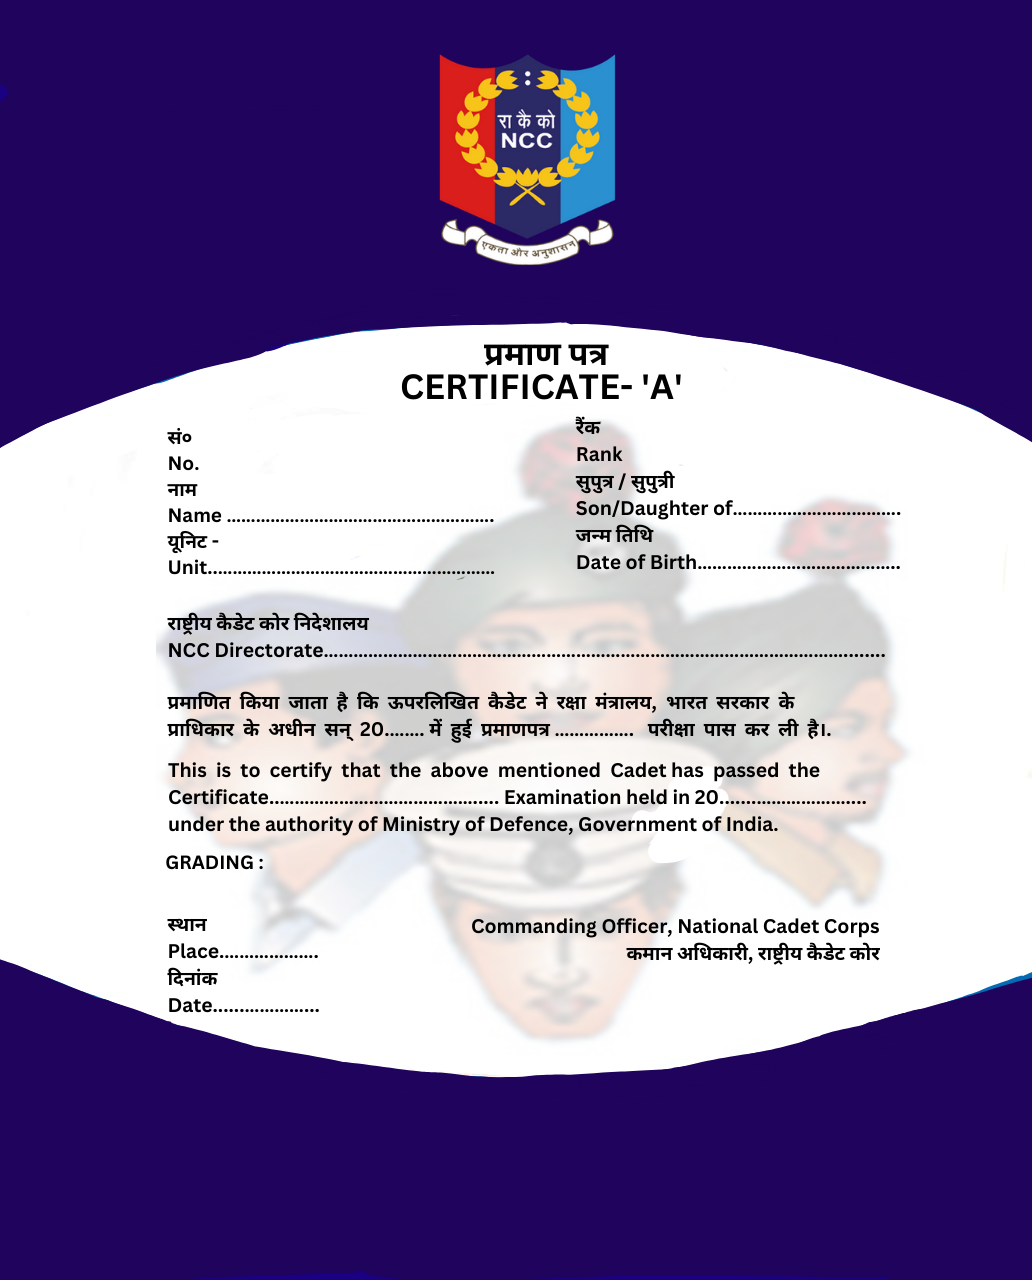 रा कै को
NCC
एकता और अनुशासन
प्रमाण पत्र
CERTIFICATE- 'A'
सं०
No.
नाम
Name ......................................................
यूनिट -
Unit..........................................................
रैंक
Rank
सुपुत्र / सुपुत्री
Son/Daughter of..................................
जन्म तिथि
Date of Birth.........................................
राष्ट्रीय कैडेट कोर निदेशालय
NCC Directorate.................................................................................................................
प्रमाणित किया जाता है कि ऊपरलिखित कैडेट ने रक्षा मंत्रालय, भारत सरकार के
प्राधिकार के अधीन सन् 20........ में हुई प्रमाणपत्र ................ परीक्षा पास कर ली है।.
This is to certify that the above mentioned Cadet has passed the
Certificate.............................................. Examination held in 20..............................
under the authority of Ministry of Defence, Government of India.
GRADING :
स्थान
Place....................
दिनांक
Date.....................
Commanding Officer, National Cadet Corps
कमान अधिकारी, राष्ट्रीय कैडेट कोर